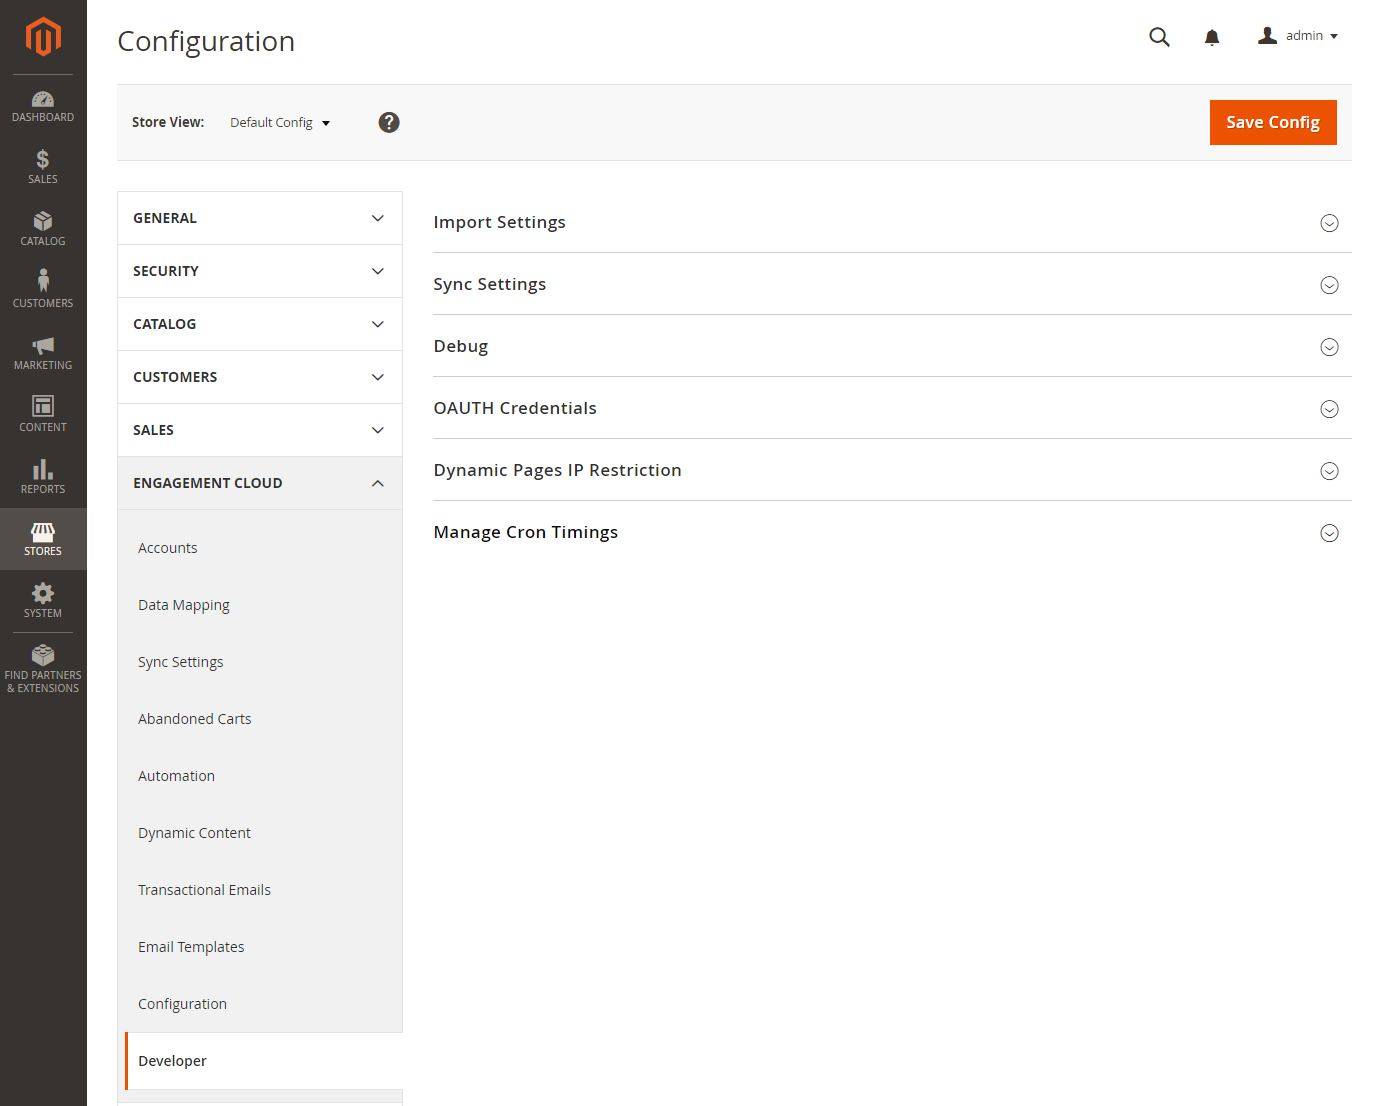 Configuration
admin
Store View: Default Config
Save Config
DASHBOARD
SALES
CATALOG
CUSTOMERS
MARKETING
CONTENT
REPORTS
STORES
SYSTEM
FIND PARTNERS
& EXTENSIONS
GENERAL
SECURITY
CATALOG
CUSTOMERS
SALES
ENGAGEMENT CLOUD
Accounts
Data Mapping
Sync Settings
Abandoned Carts
Automation
Dynamic Content
Transactional Emails
Email Templates
Configuration
Developer
Import Settings
Sync Settings
Debug
OAUTH Credentials
Dynamic Pages IP Restriction
Manage Cron Timings